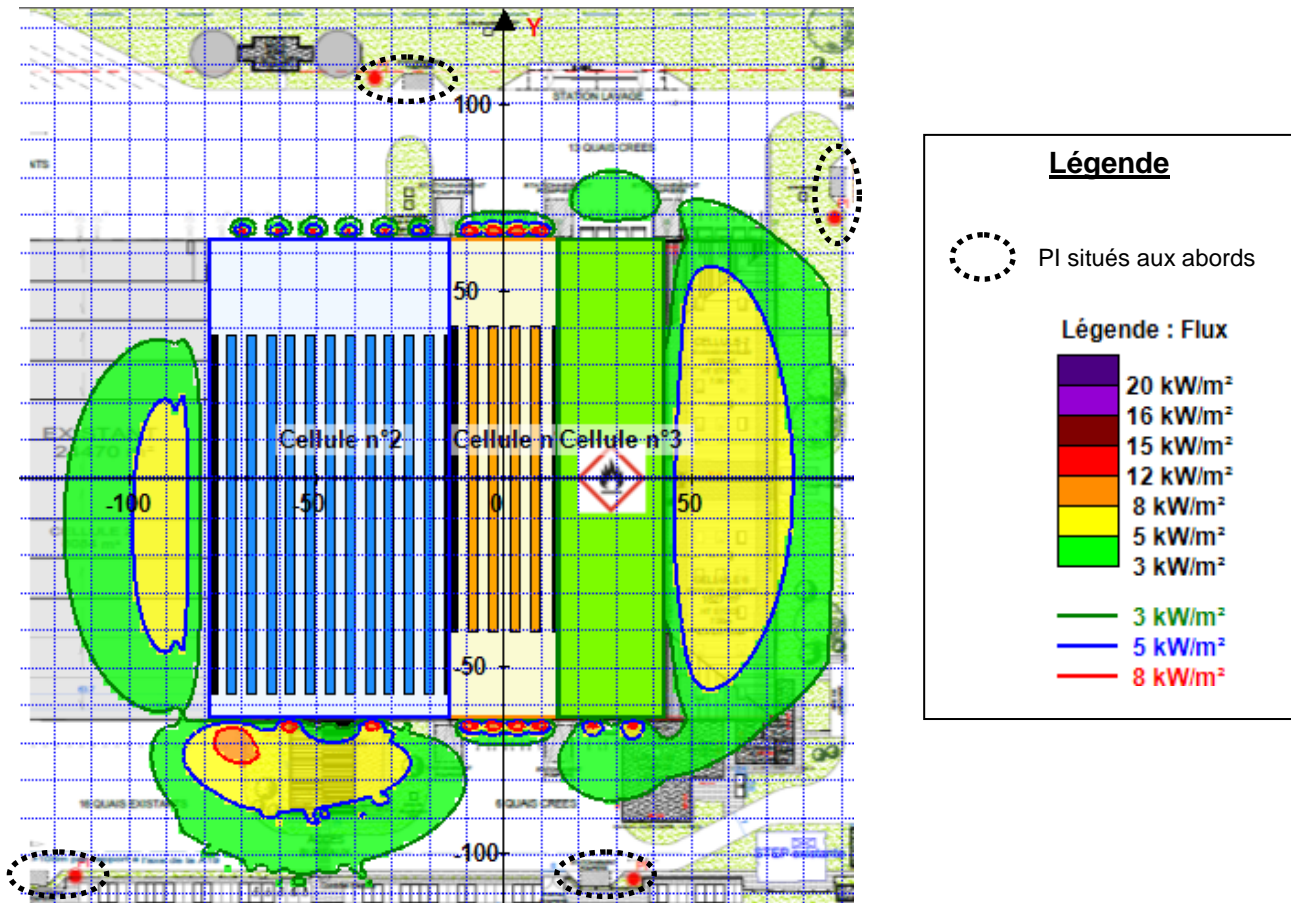 Y
100
STATION LAVAGE
13 QUAIS CREES
50
Cellule n°2
Cellule n
Cellule n°3
-100
-50
0
50
-50
16 QUAIS EXISTANTS
6 QUAIS CREES
-100
Légende
PI situés aux abords
Légende : Flux
20 kW/m²
16 kW/m²
15 kW/m²
12 kW/m²
8 kW/m²
5 kW/m²
3 kW/m²
3 kW/m²
5 kW/m²
8 kW/m²